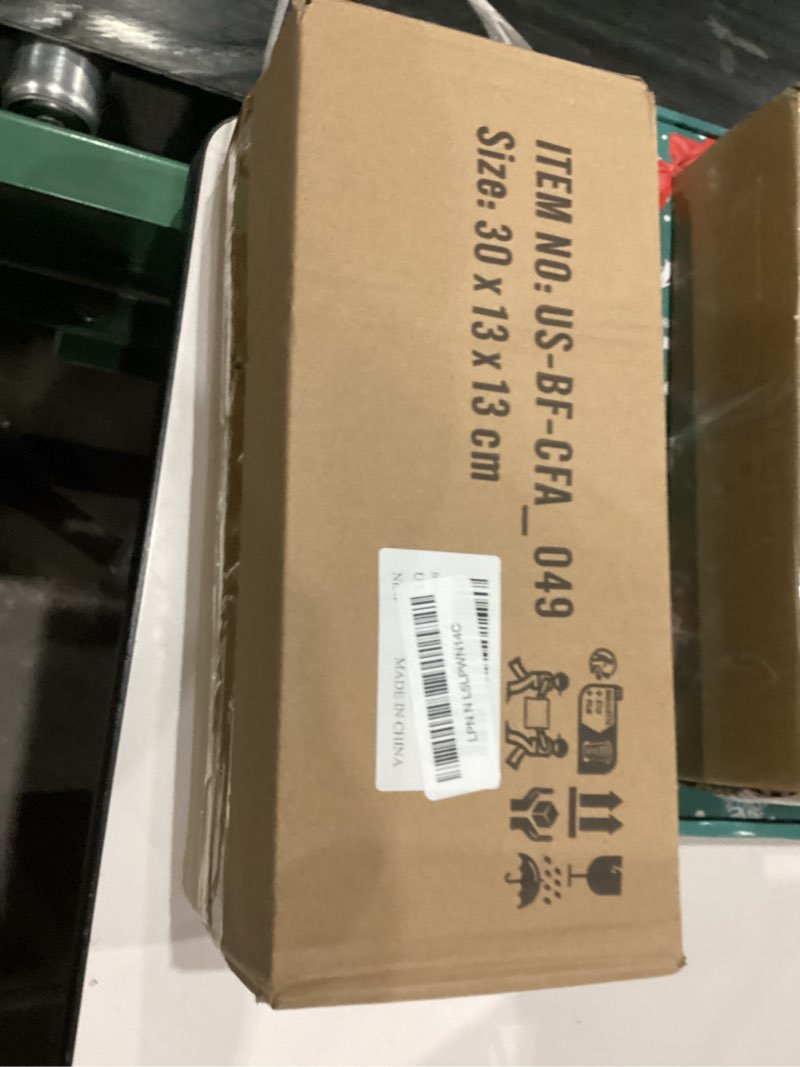 ITEM NO: US-BF-CFA_049
Size: 30 x 13 x 13 cm
MADE IN CHINA